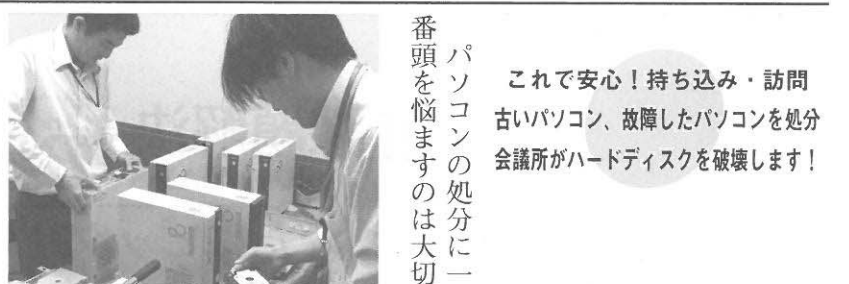 これで安心！持ち込み・訪問
古いパソコン、故障したパソコンを処分
会議所がハードディスクを破壊します！
パソコンの処分に一
番頭を悩ますのは大切